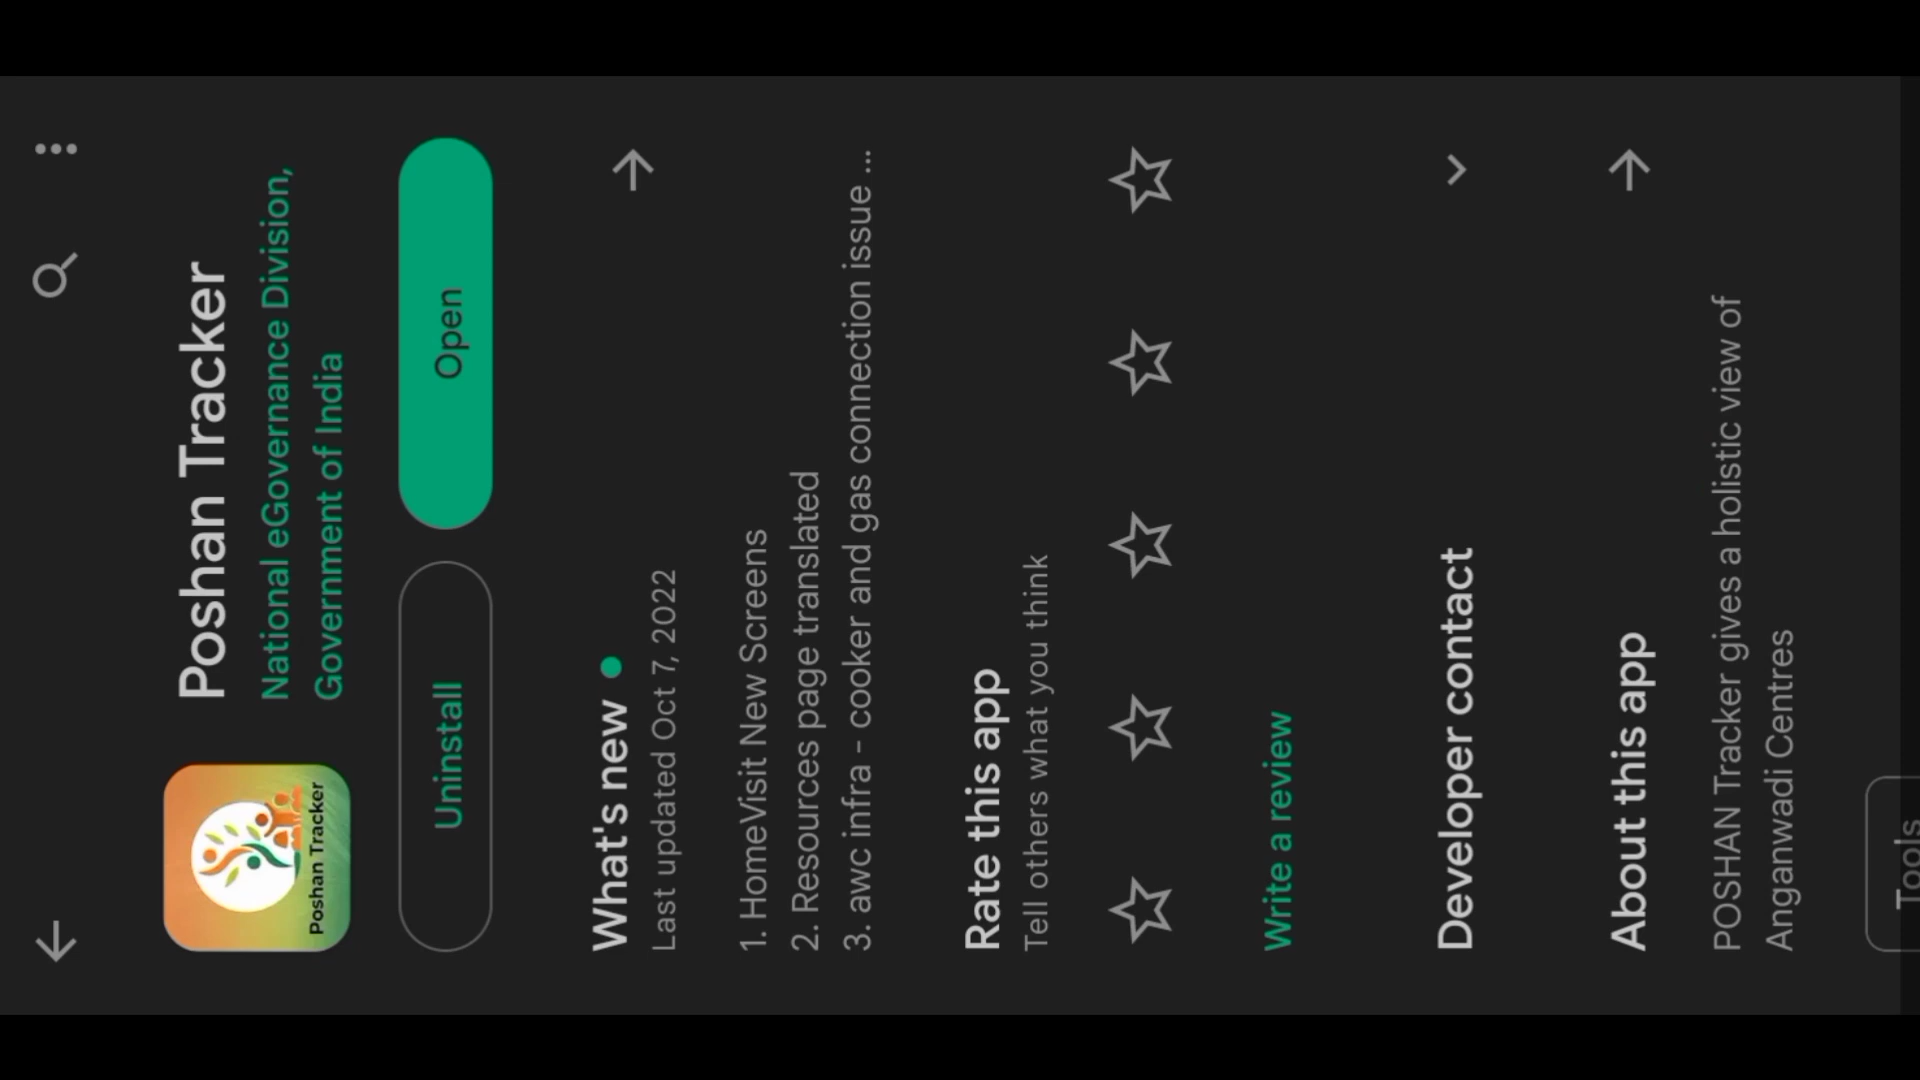 Poshan Tracker
National eGovernance Division,
Government of India
Poshan Tracker
Uninstall
Open
What's new
Last updated Oct 7, 2022
1. HomeVisit New Screens
2. Resources page translated
3. awc infra - cooker and gas connection issue ...
Rate this app
Tell others what you think
Write a review
Developer contact
About this app
POSHAN Tracker gives a holistic view of
Anganwadi Centres
Tools